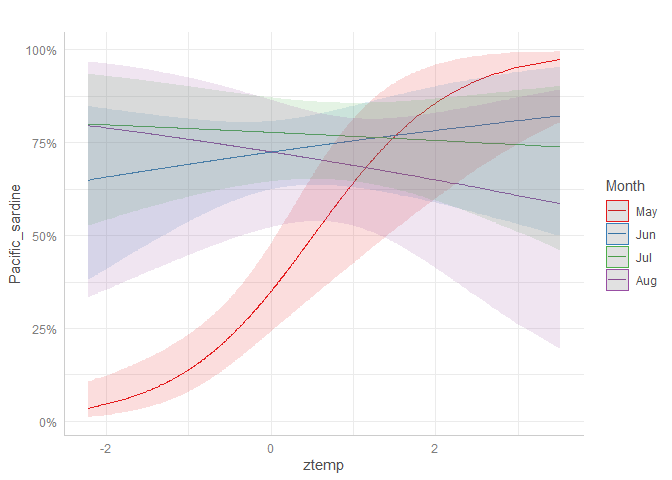 100%
75%
50%
25%
0%
Pacific_sardine
-2
0
2
ztemp
Month
May
Jun
Jul
Aug